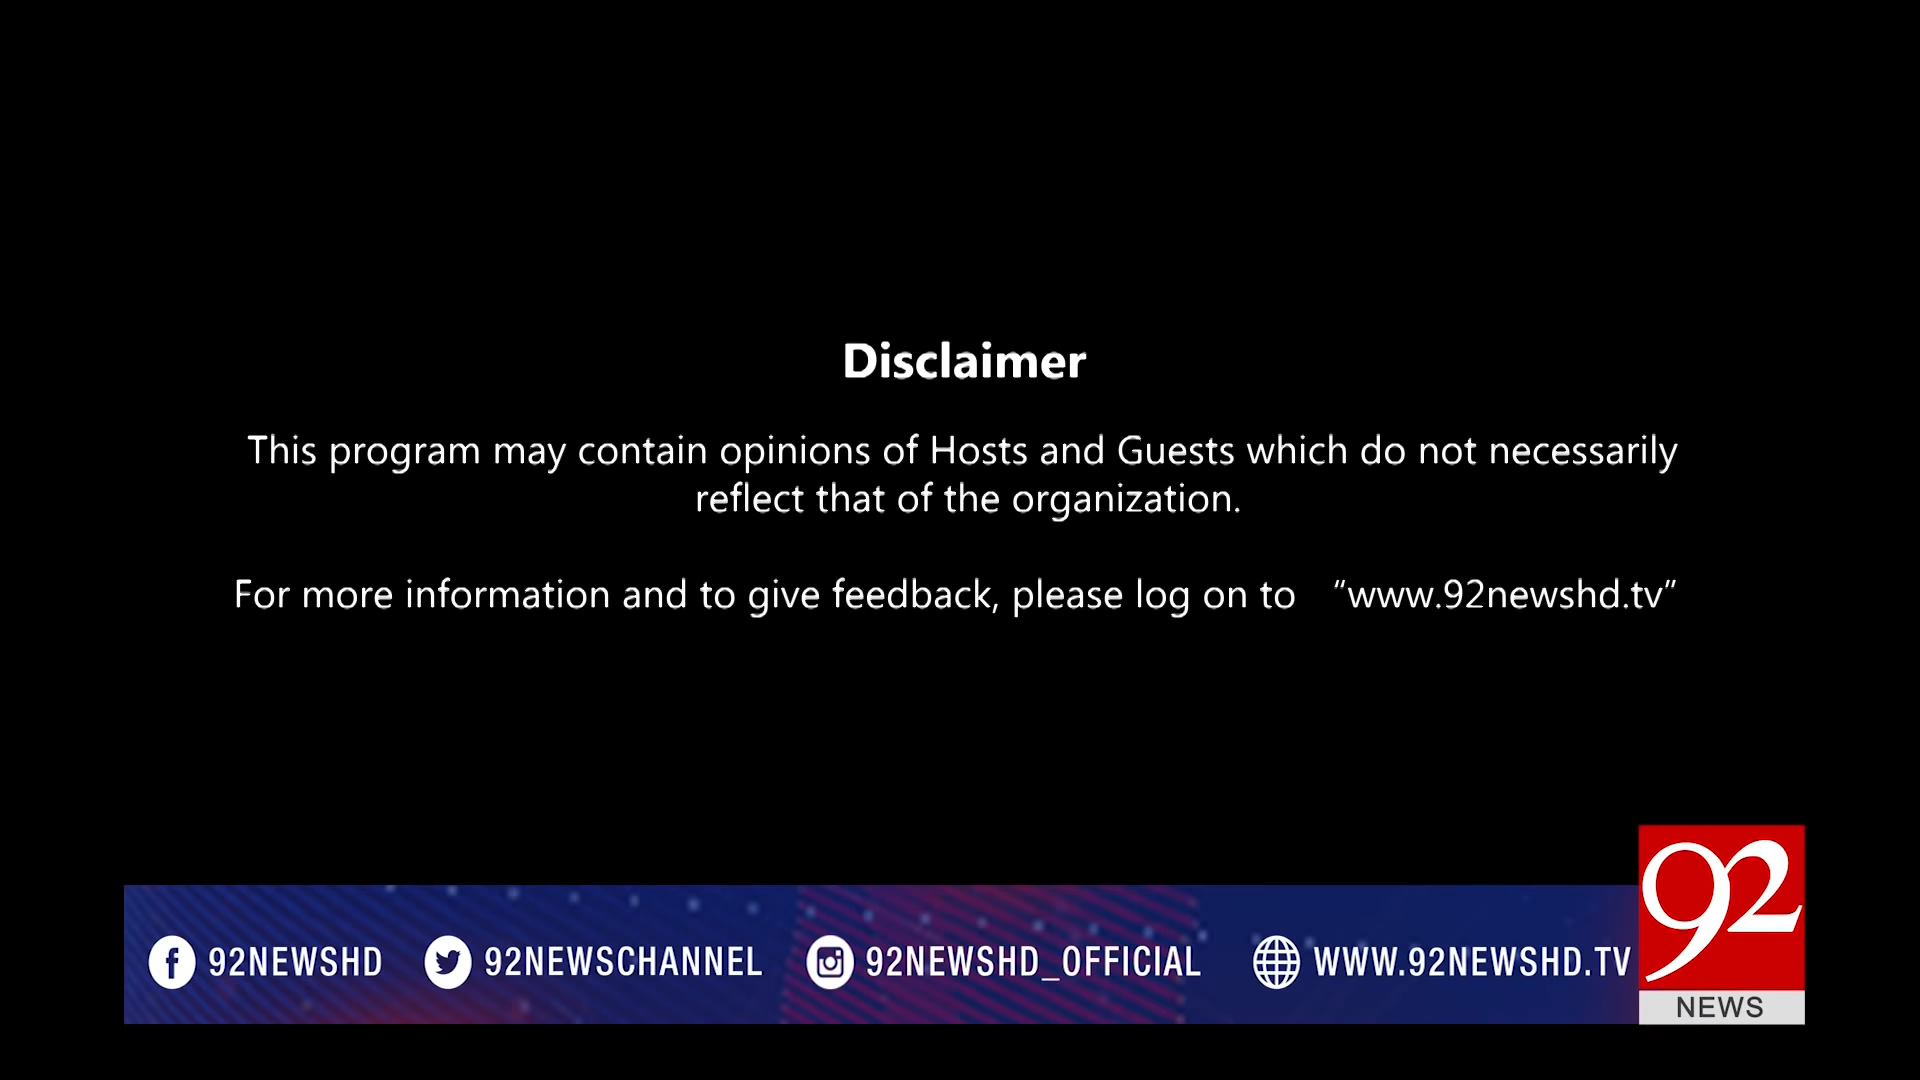 Disclaimer
This program may contain opinions of Hosts and Guests which do not necessarily
reflect that of the organization.
For more information and to give feedback, please log on to “www.92newshd.tv”
92NEWSHD 92NEWSCHANNEL 92NEWSHD_OFFICIAL WWW.92NEWSHD.TV
92
NEWS